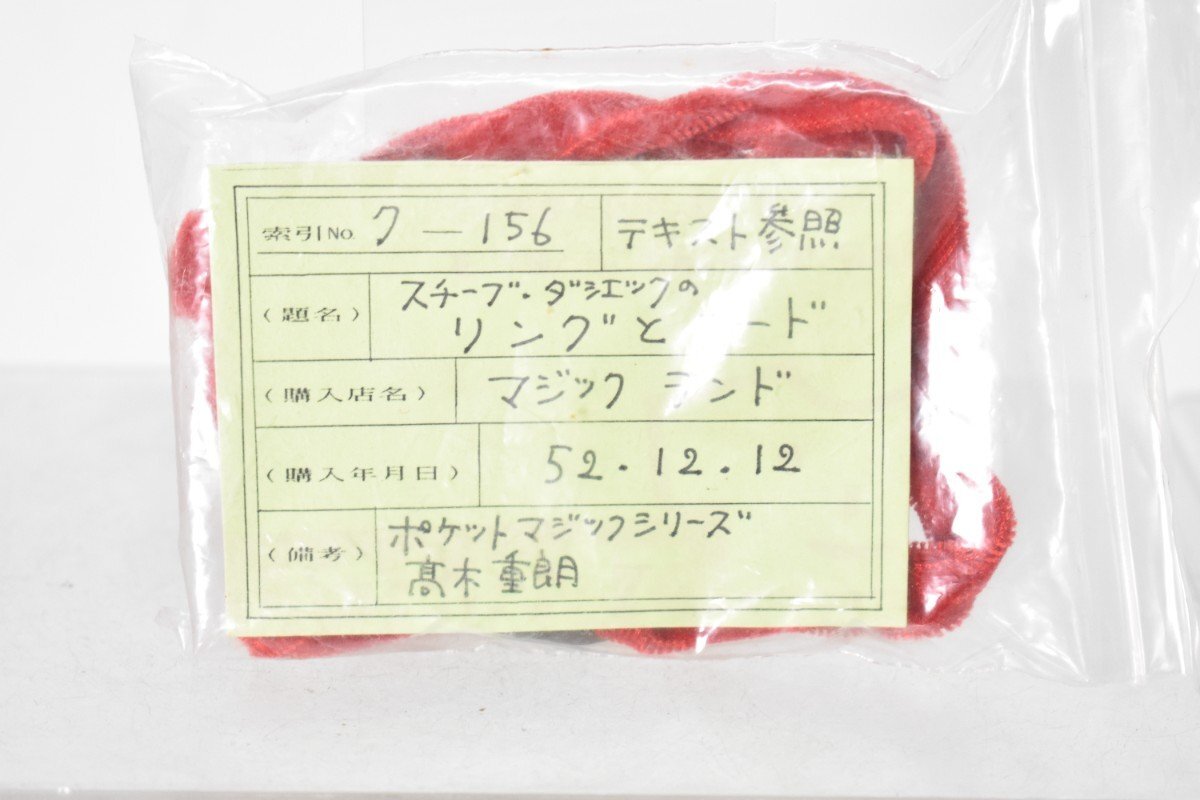 索引No. ク—156
テキスト参照
(題名) スチーブ・ダシエックの
リングと ード
(購入店名) マジック ランド
(購入年月日) 52.12.12
(備考) ポケットマジックシリーズ
髙木重朗